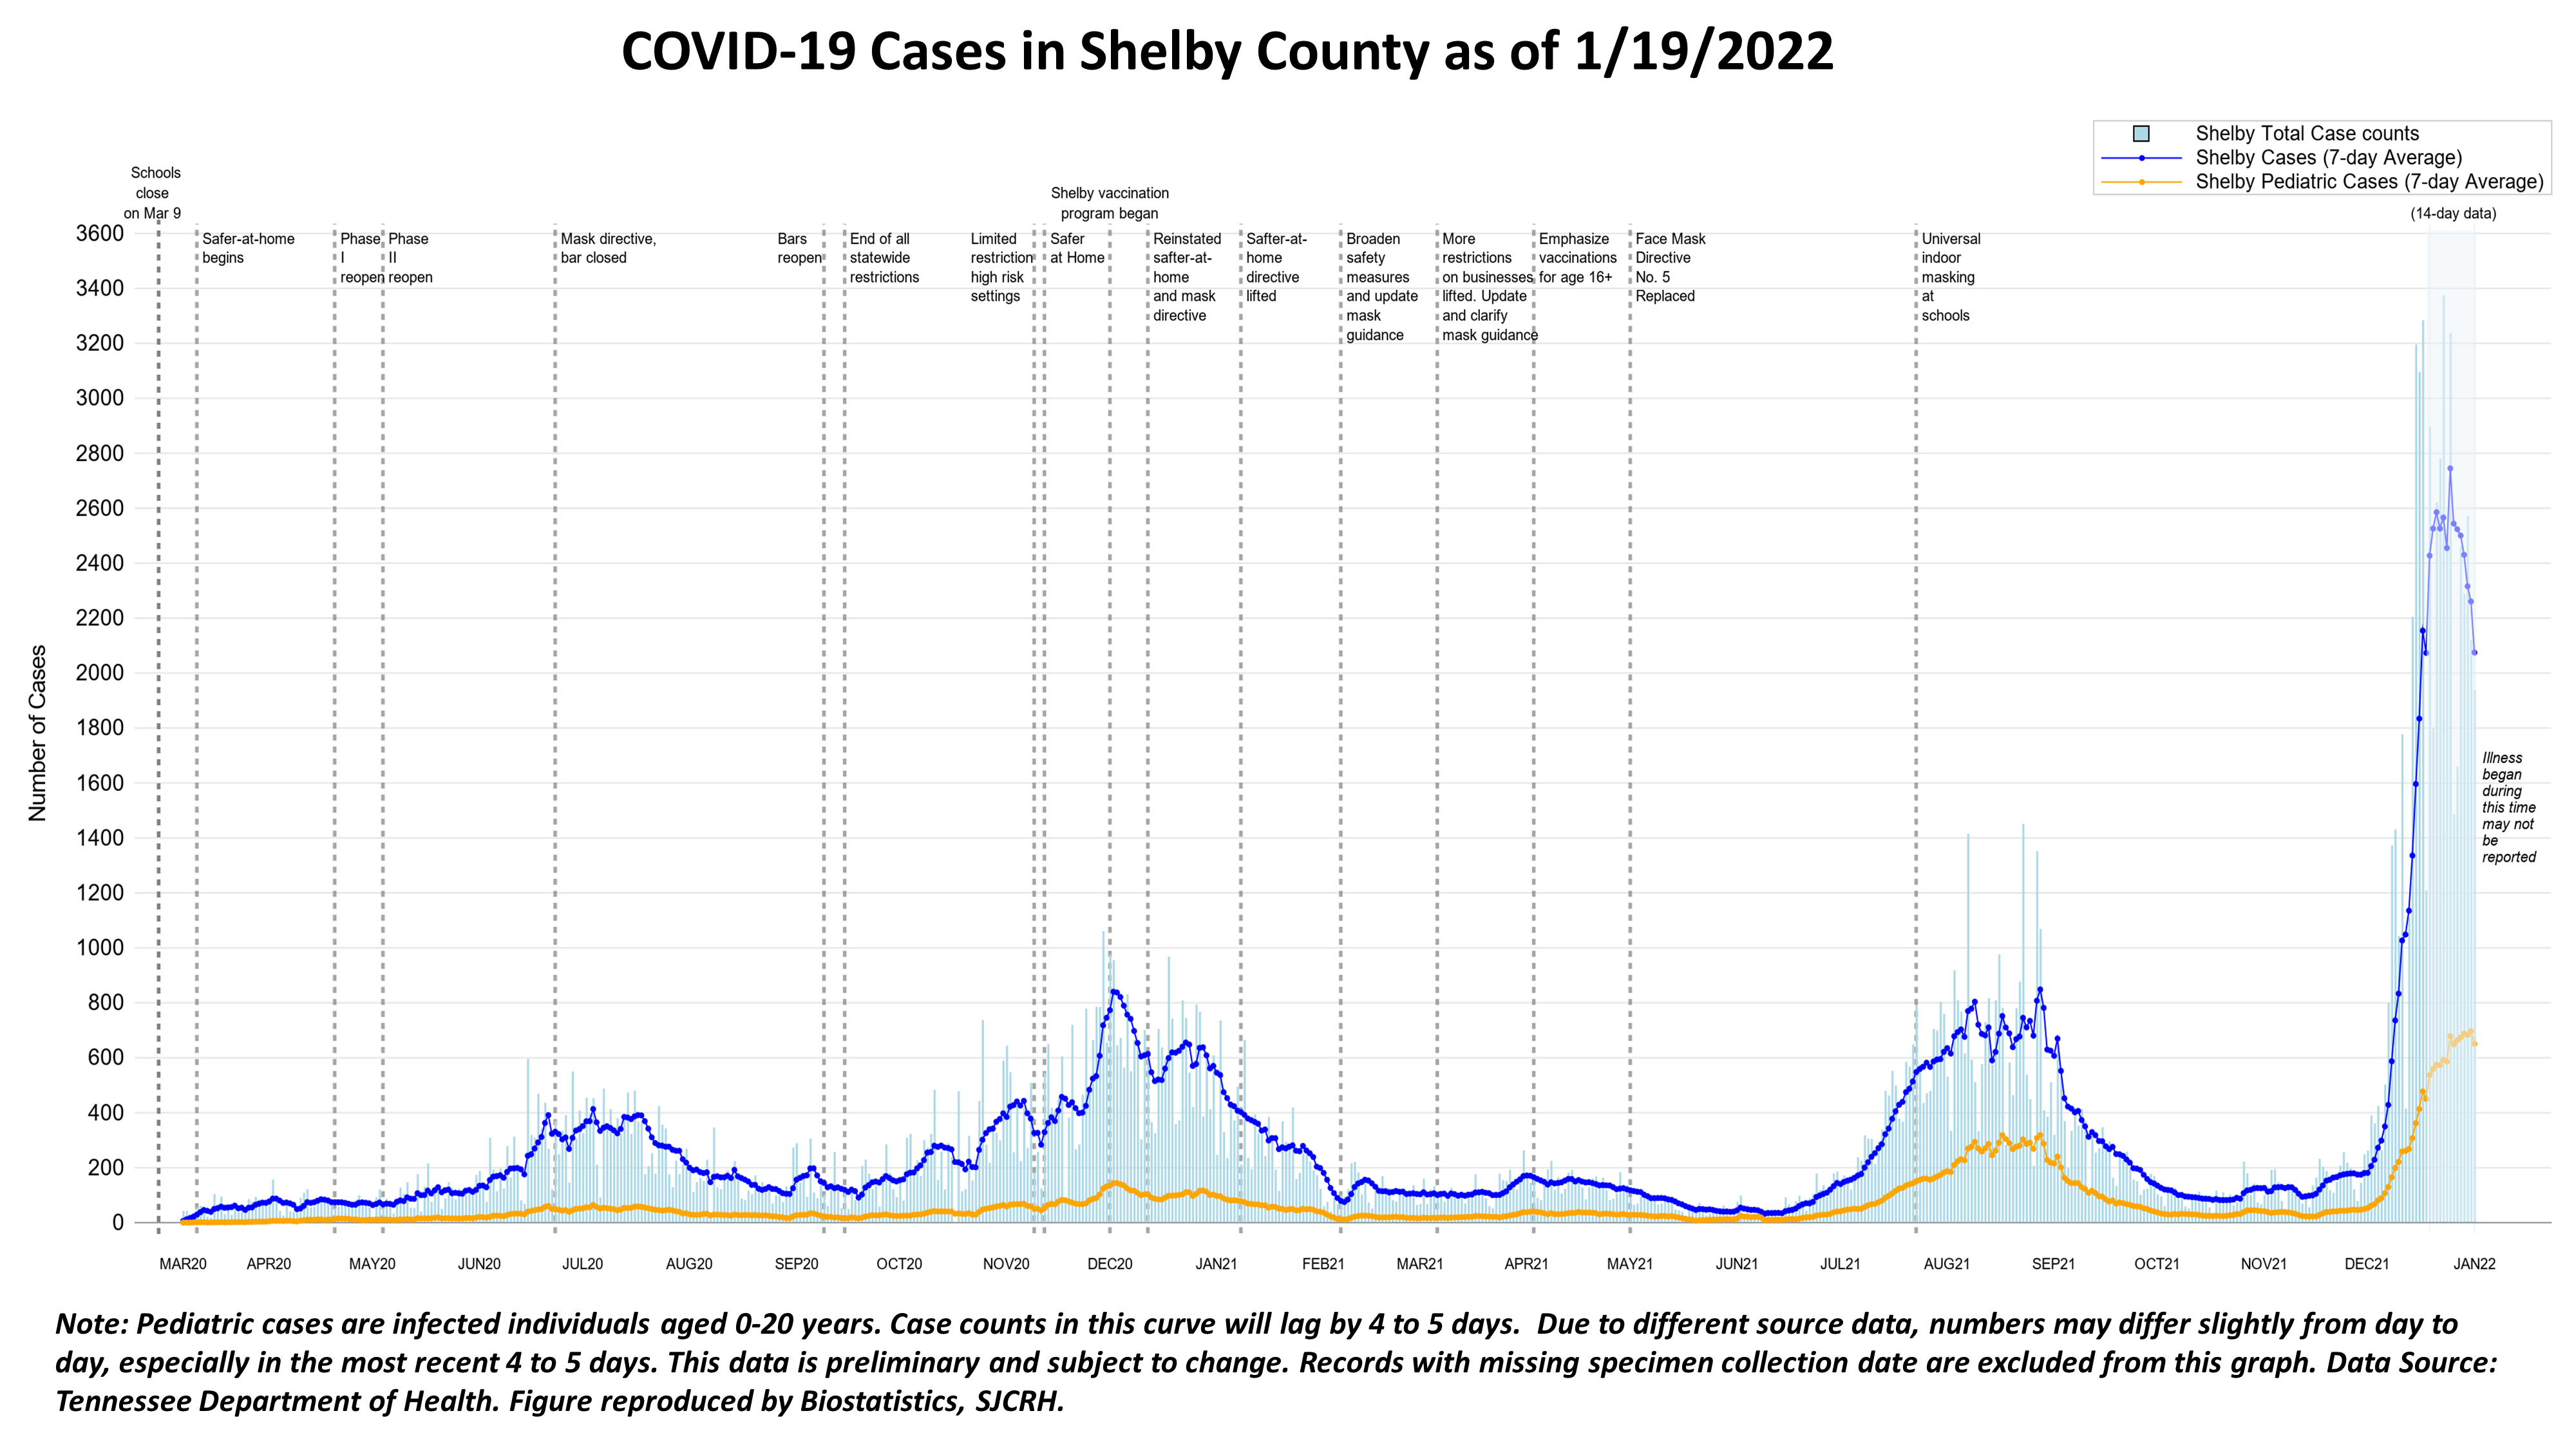 COVID-19 Cases in Shelby County as of 1/19/2022
Shelby Total Case counts
Shelby Cases (7-day Average)
Shelby Pediatric Cases (7-day Average)
(14-day data)
Schools
close
on Mar 9
Shelby vaccination
program began
Safer-at-home
begins
Phase
I
reopen
Phase
II
reopen
Mask directive,
bar closed
Bars
reopen
End of all
statewide
restrictions
Limited
restriction
high risk
settings
Safer
at Home
Reinstated
safter-at-
home
and mask
directive
Safter-at-
home
directive
lifted
Broaden
safety
measures
and update
mask
guidance
More
restrictions
on businesses
lifted. Update
and clarify
mask guidance
Emphasize
vaccinations
for age 16+
Face Mask
Directive
No. 5
Replaced
Universal
indoor
masking
at
schools
3600
3400
3200
3000
2800
2600
2400
2200
2000
1800
1600
1400
1200
1000
800
600
400
200
0
Number of Cases
Illness
began
during
this time
may not
be
reported
MAR20 APR20 MAY20 JUN20 JUL20 AUG20 SEP20 OCT20 NOV20 DEC20 JAN21 FEB21 MAR21 APR21 MAY21 JUN21 JUL21 AUG21 SEP21 OCT21 NOV21 DEC21 JAN22
Note: Pediatric cases are infected individuals aged 0-20 years. Case counts in this curve will lag by 4 to 5 days.  Due to different source data, numbers may differ slightly from day to
day, especially in the most recent 4 to 5 days. This data is preliminary and subject to change. Records with missing specimen collection date are excluded from this graph. Data Source:
Tennessee Department of Health. Figure reproduced by Biostatistics, SJCRH.